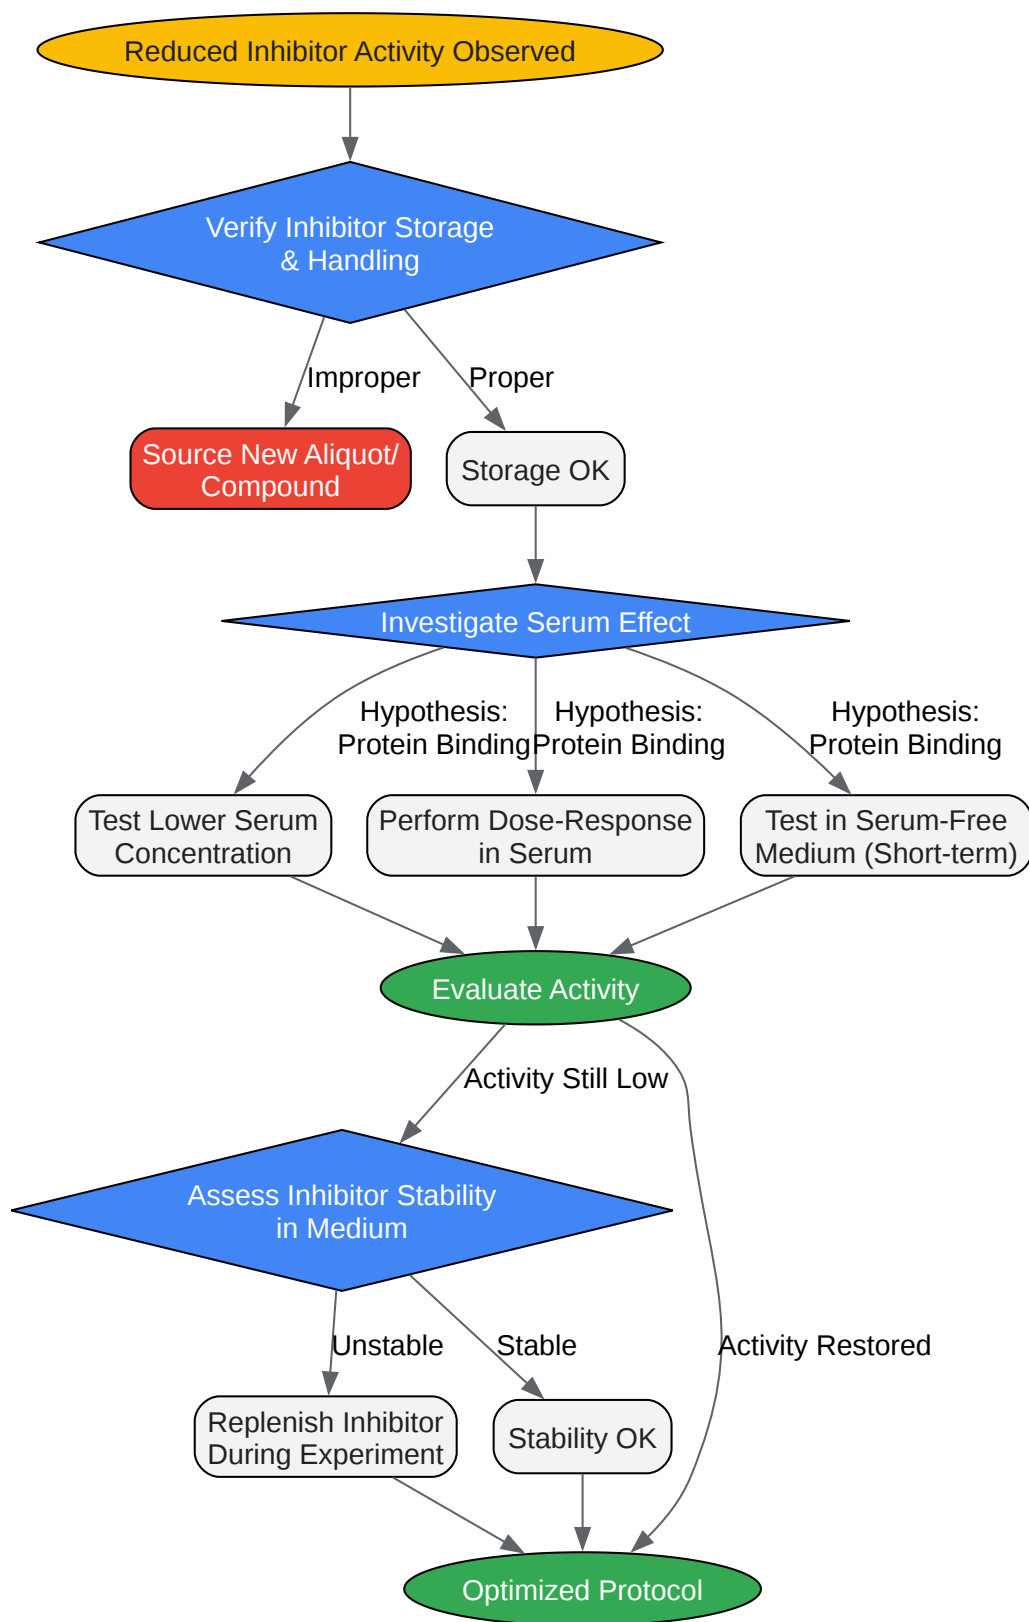 Reduced Inhibitor Activity Observed
Verify Inhibitor Storage
& Handling
Improper
Proper
Source New Aliquot/
Compound
Storage OK
Investigate Serum Effect
Hypothesis:
Protein Binding
Hypothesis:
Protein Binding
Hypothesis:
Protein Binding
Test Lower Serum
Concentration
Perform Dose-Response
in Serum
Test in Serum-Free
Medium (Short-term)
Evaluate Activity
Activity Still Low
Assess Inhibitor Stability
in Medium
Unstable
Stable
Activity Restored
Replenish Inhibitor
During Experiment
Stability OK
Optimized Protocol